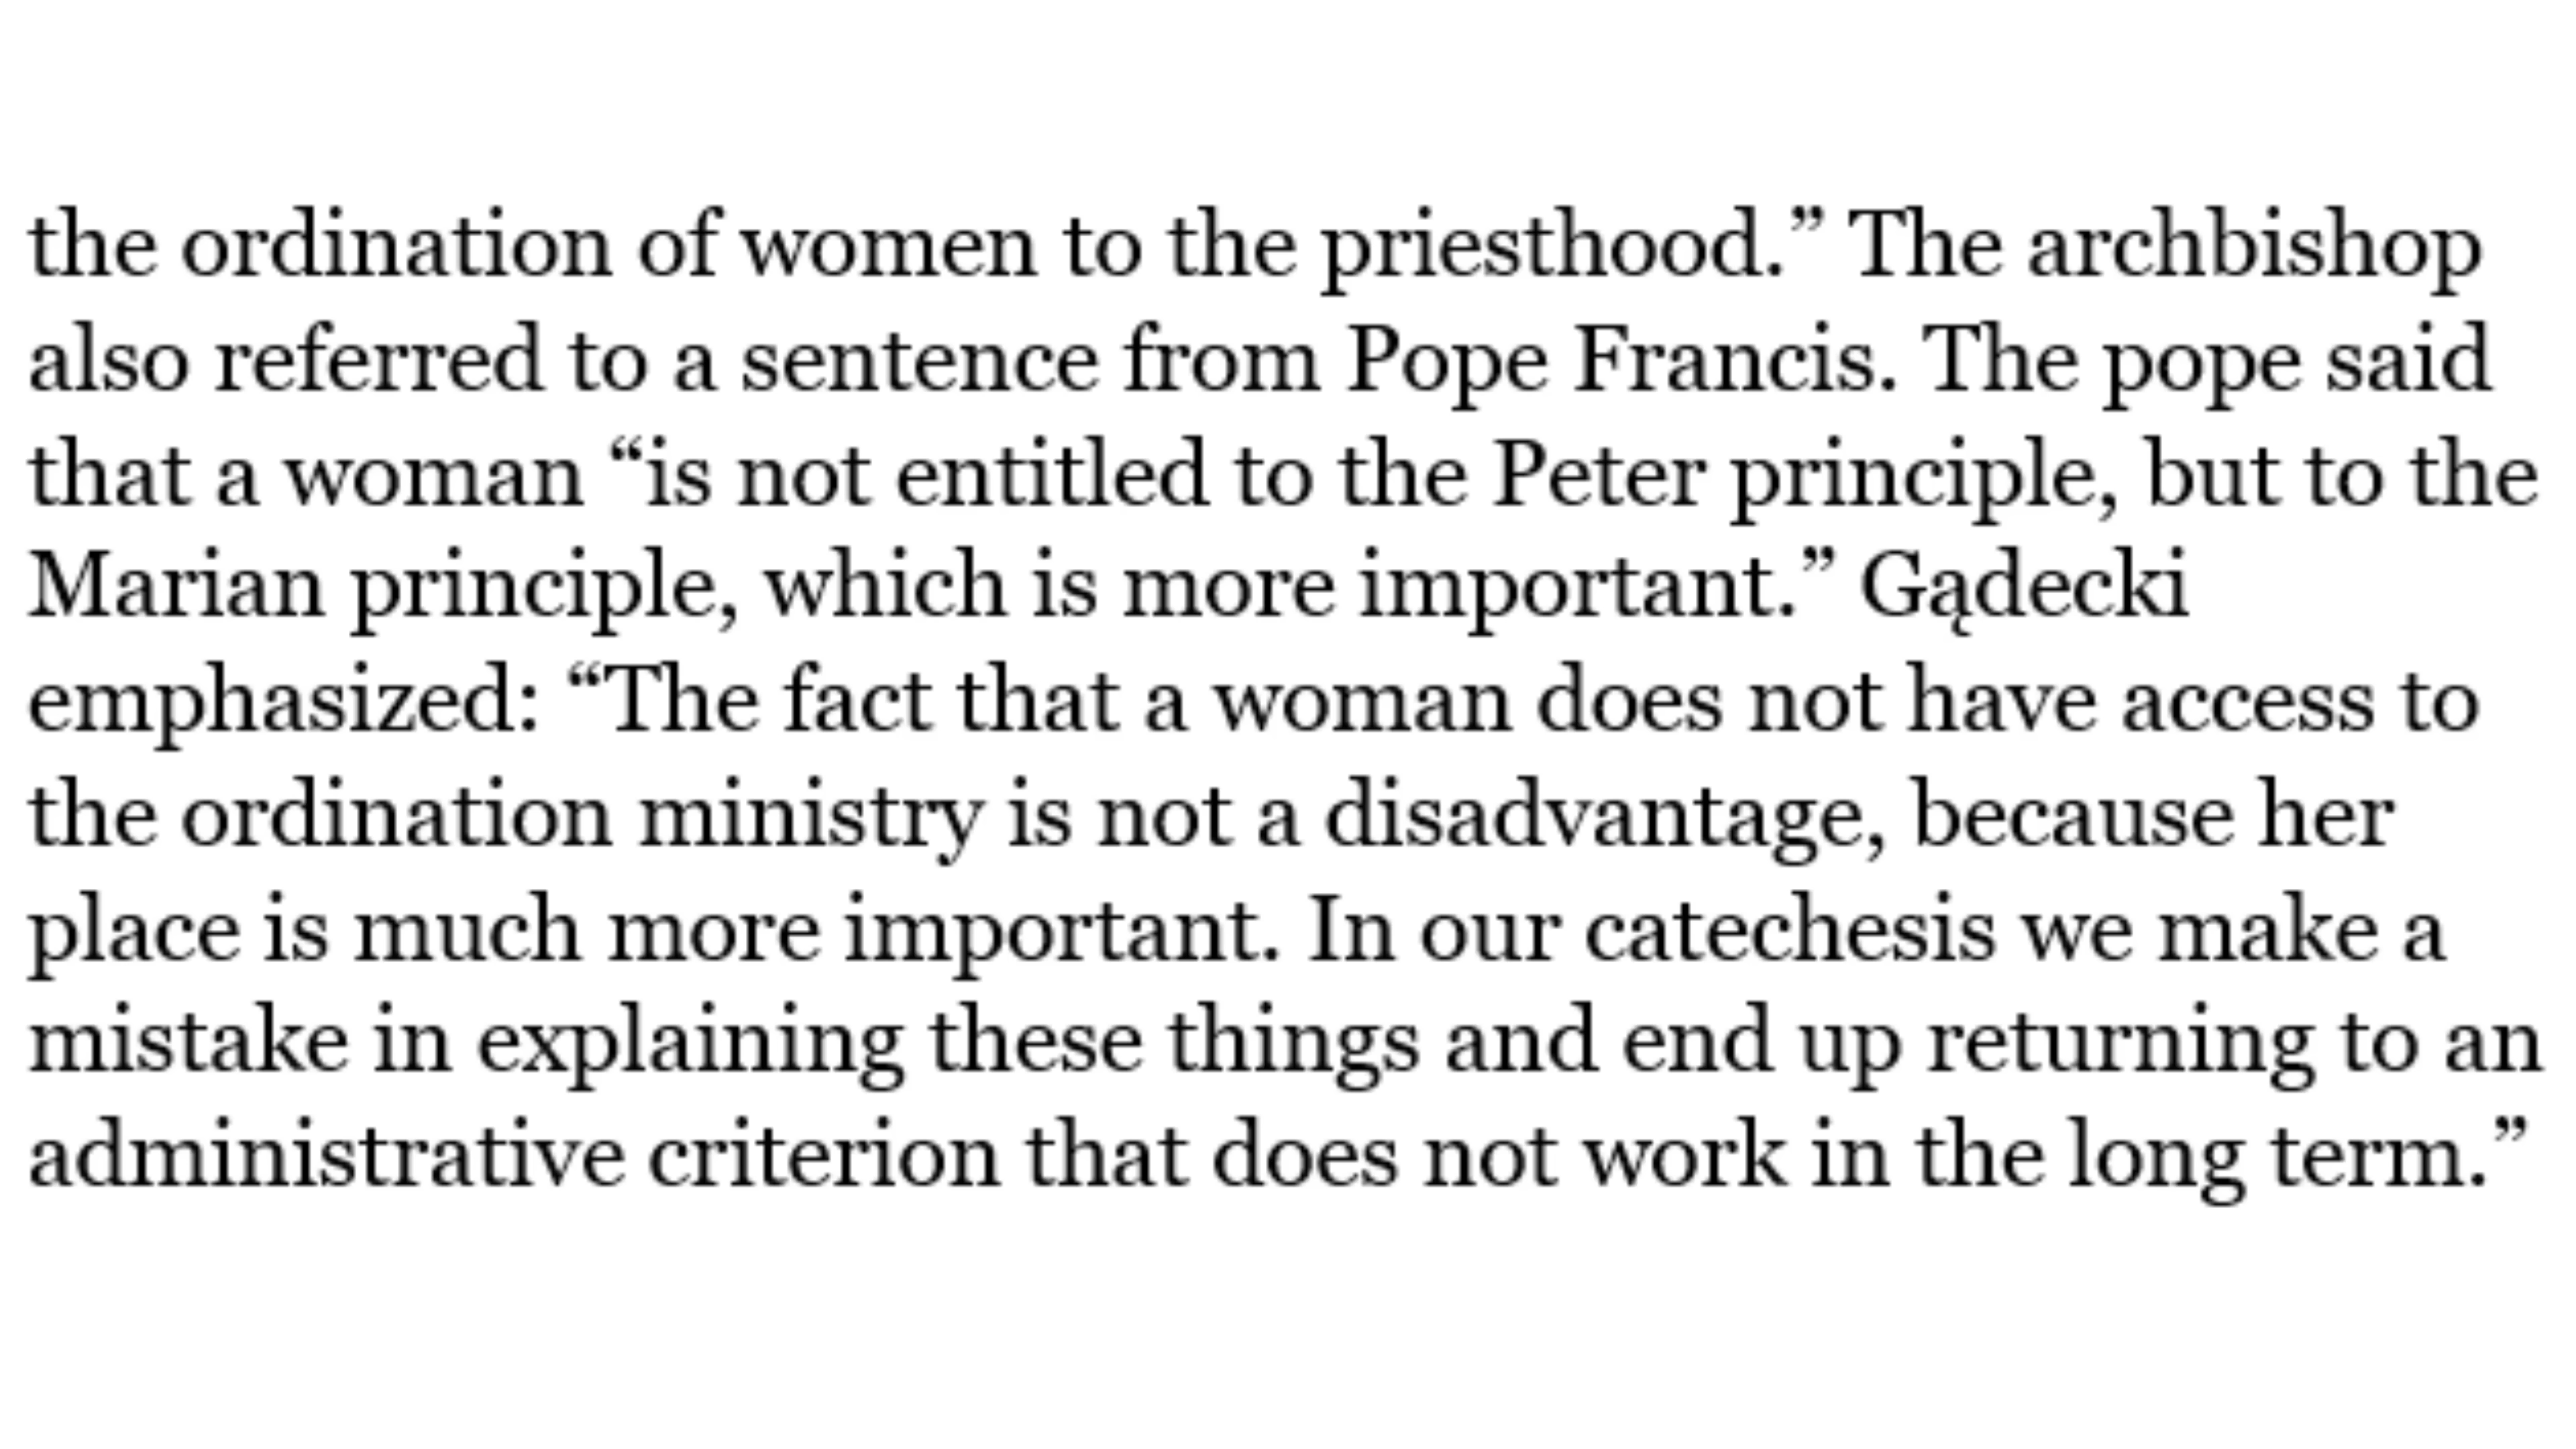 the ordination of women to the priesthood.” The archbishop
also referred to a sentence from Pope Francis. The pope said
that a woman “is not entitled to the Peter principle, but to the
Marian principle, which is more important.” Gądecki
emphasized: “The fact that a woman does not have access to
the ordination ministry is not a disadvantage, because her
place is much more important. In our catechesis we make a
mistake in explaining these things and end up returning to an
administrative criterion that does not work in the long term.”